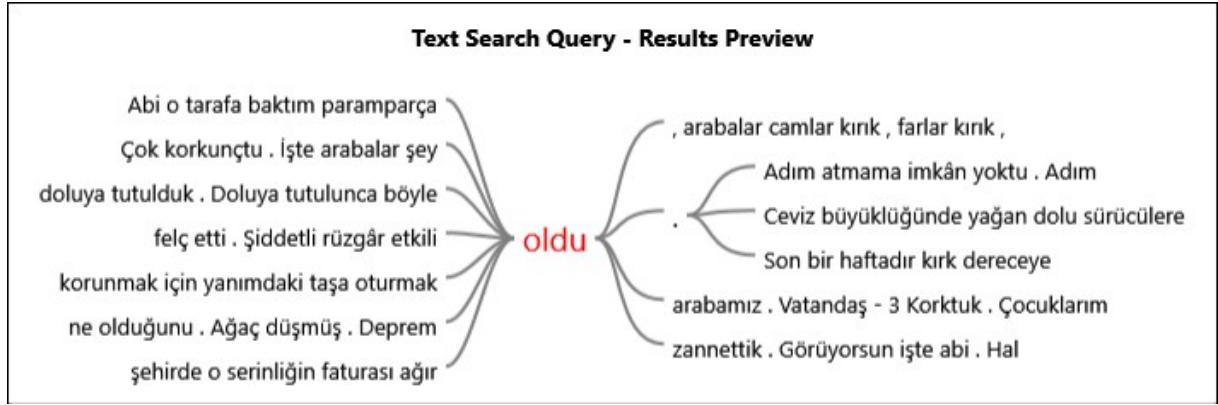 Text Search Query - Results Preview
Abi o tarafa baktım paramparça
Çok korkunçtu . İşte arabalar şey
doluya tutulduk . Doluya tutulunca böyle
felç etti . Şiddetli rüzgâr etkili
korunmak için yanımdaki taşa oturmak
ne olduğunu . Ağaç düşmüş . Deprem
şehirde o serinliğin faturası ağır
oldu
, arabalar camlar kırık , farlar kırık ,
.
Adım atmama imkân yoktu . Adım
Ceviz büyüklüğünde yağan dolu sürücülere
Son bir haftadır kırk dereceye
arabamız . Vatandaş - 3 Korktuk . Çocuklarım
zannettik . Görüyorsun işte abi . Hal